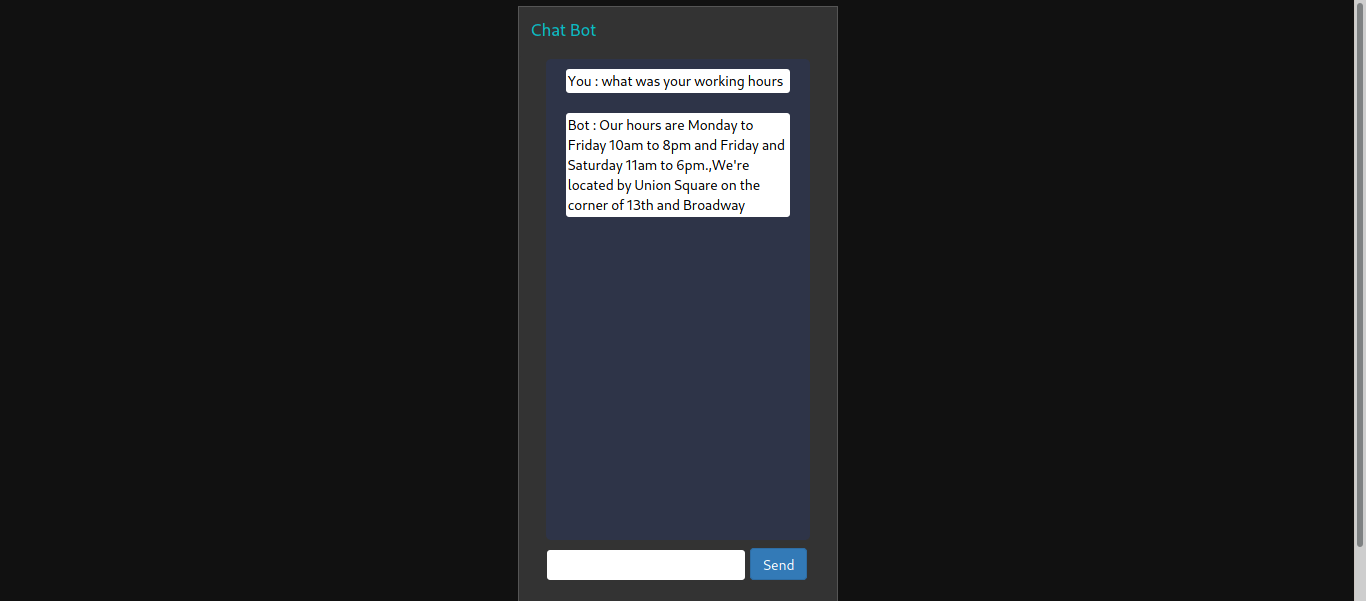 Chat Bot
You : what was your working hours
Bot : Our hours are Monday to
Friday 10am to 8pm and Friday and
Saturday 11am to 6pm.,We're
located by Union Square on the
corner of 13th and Broadway
Send